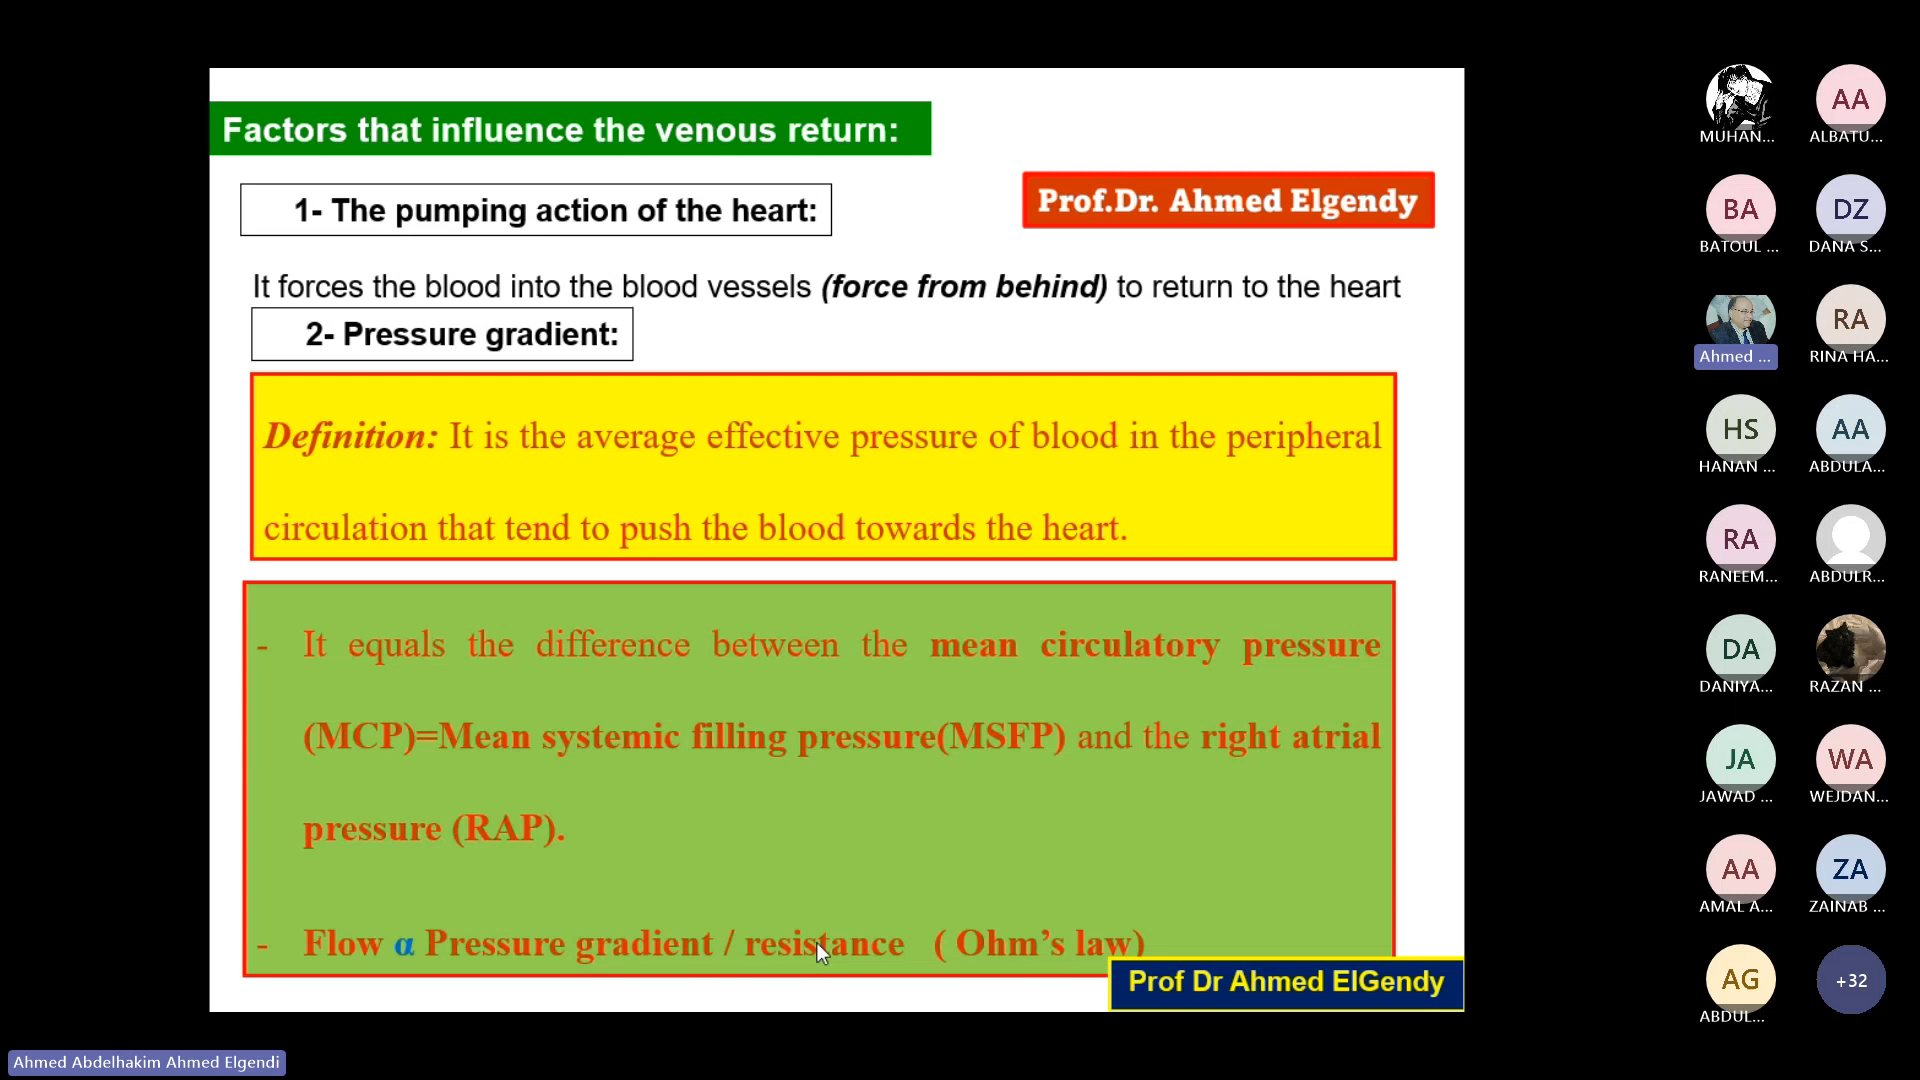 Factors that influence the venous return:
1- The pumping action of the heart:
Prof.Dr. Ahmed Elgendy
It forces the blood into the blood vessels (force from behind) to return to the heart
2- Pressure gradient:
Definition: It is the average effective pressure of blood in the peripheral
circulation that tend to push the blood towards the heart.
- It equals the difference between the mean circulatory pressure
(MCP)=Mean systemic filling pressure(MSFP) and the right atrial
pressure (RAP).
- Flow α Pressure gradient / resistance ( Ohm's law)
Prof Dr Ahmed ElGendy
MUHAN...
AA
ALBATU...
BA
BATOUL ...
DZ
DANA S...
Ahmed ...
RA
RINA HA...
HS
HANAN ...
AA
ABDULA...
RA
RANEEM...
ABDULR...
DA
DANIYA...
RAZAN ...
JA
JAWAD ...
WA
WEJDAN...
AA
AMAL A...
ZA
ZAINAB ...
AG
ABDUL...
+32
Ahmed Abdelhakim Ahmed Elgendi